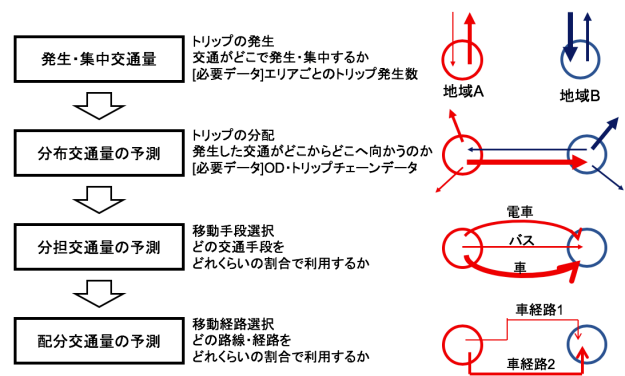 発生・集中交通量
トリップの発生
交通がどこで発生・集中するか
[必要データ]エリアごとのトリップ発生数
地域A
地域B
分布交通量の予測
トリップの分配
発生した交通がどこからどこへ向かうのか
[必要データ]OD・トリップチェーンデータ
分担交通量の予測
移動手段選択
どの交通手段を
どれくらいの割合で利用するか
電車
バス
車
配分交通量の予測
移動経路選択
どの路線・経路を
どれくらいの割合で利用するか
車経路1
車経路2